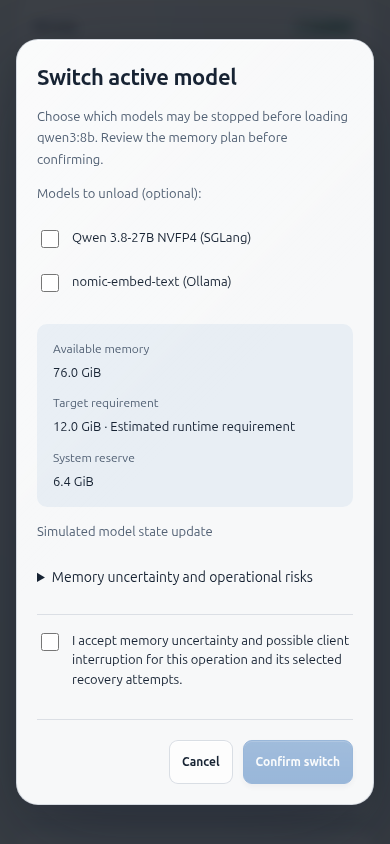 Switch active model
Choose which models may be stopped before loading
qwen3:8b. Review the memory plan before
confirming.
Models to unload (optional):
Qwen 3.8-27B NVFP4 (SGLang)
nomic-embed-text (Ollama)
Available memory
76.0 GiB
Target requirement
12.0 GiB · Estimated runtime requirement
System reserve
6.4 GiB
Simulated model state update
Memory uncertainty and operational risks
I accept memory uncertainty and possible client
interruption for this operation and its selected
recovery attempts.
Cancel
Confirm switch